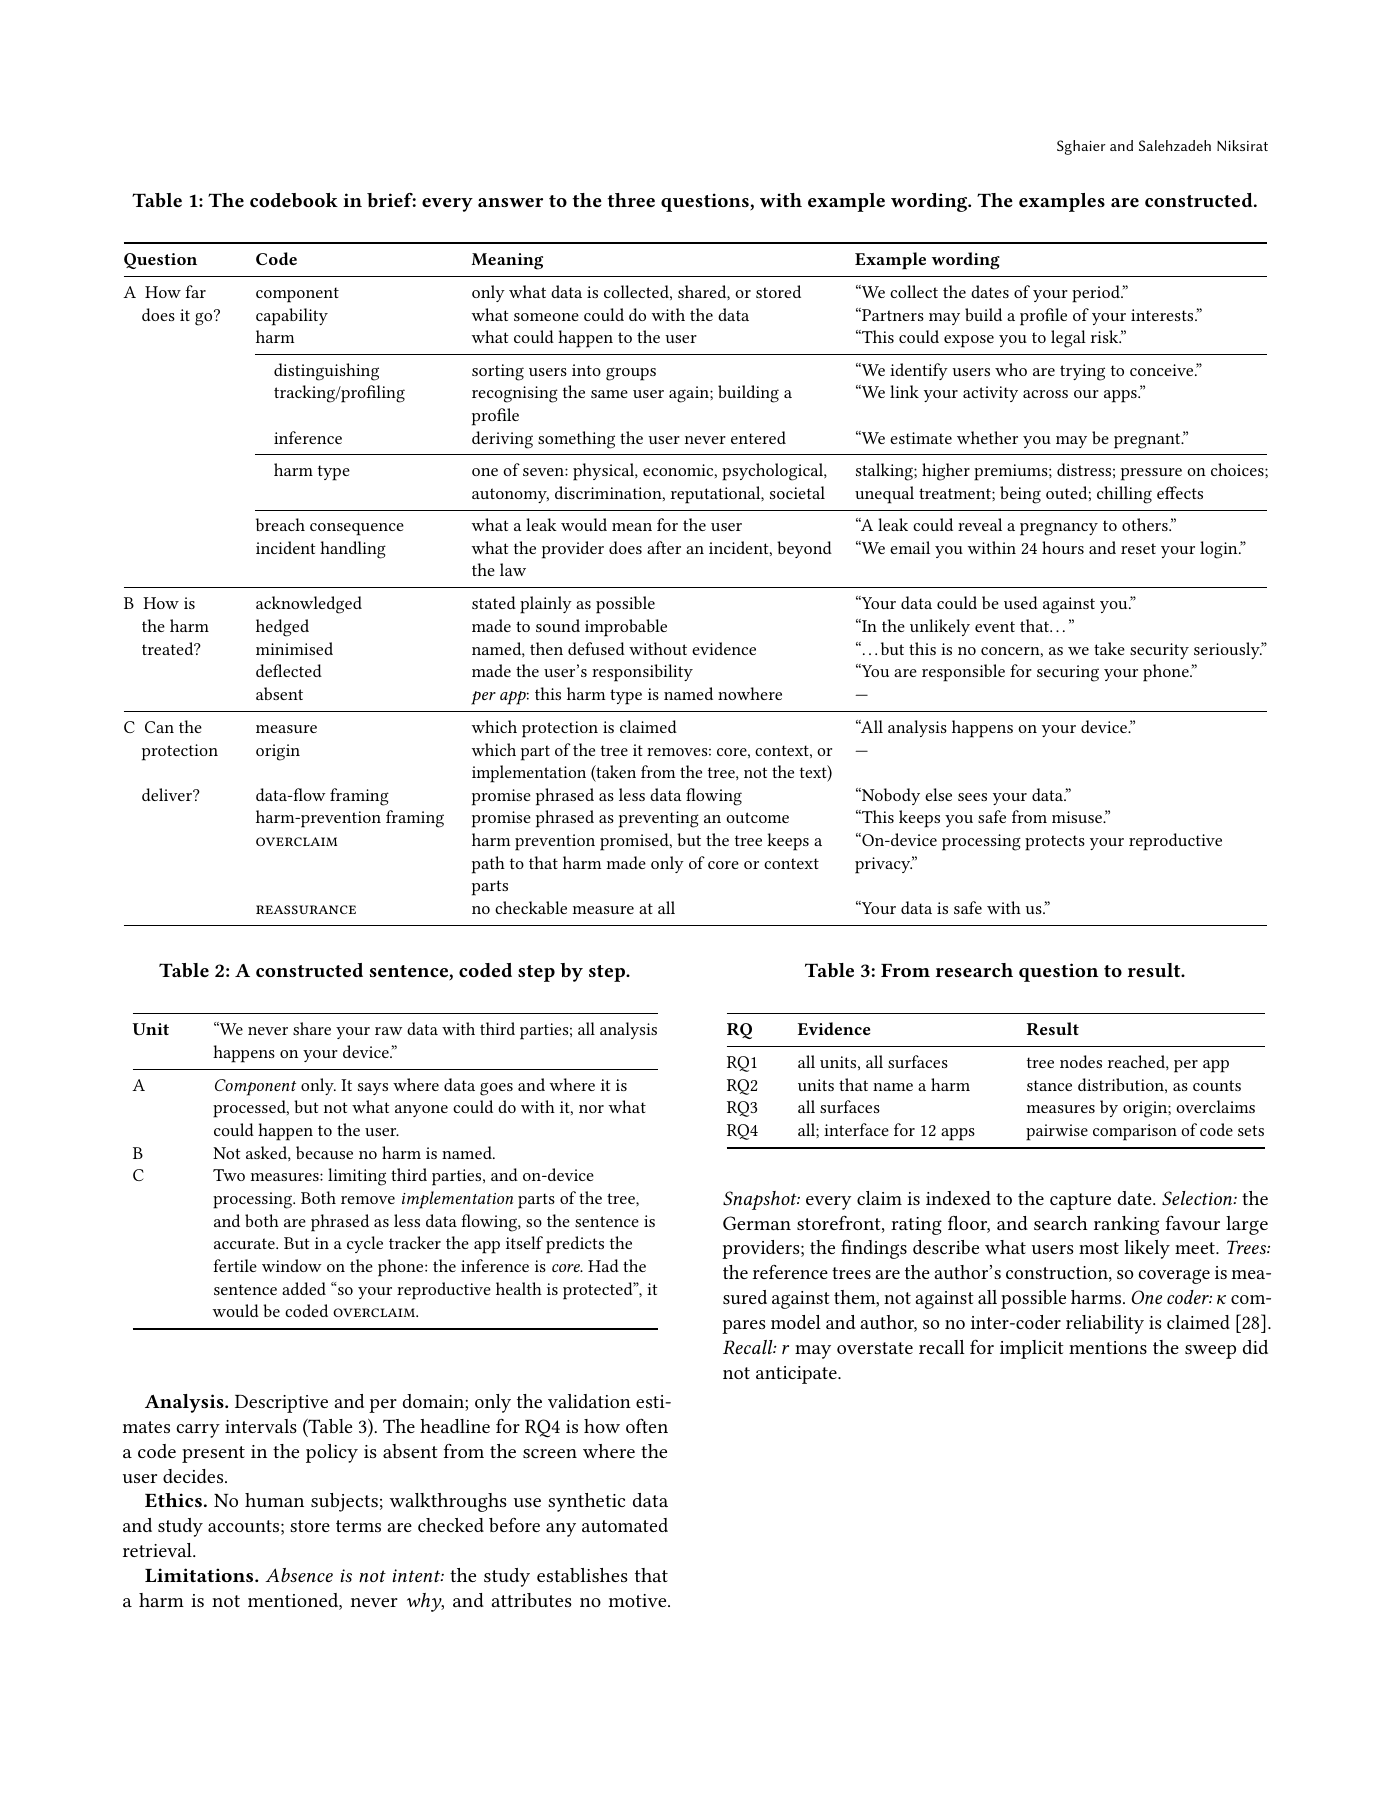 Sghaier and Salehzadeh Niksirat
Table 1: The codebook in brief: every answer to the three questions, with example wording. The examples are constructed.
Question Code Meaning Example wording
A How far component only what data is collected, shared, or stored “We collect the dates of your period.”
does it go? capability what someone could do with the data “Partners may build a profile of your interests.”
harm what could happen to the user “This could expose you to legal risk.”
distinguishing sorting users into groups “We identify users who are trying to conceive.”
tracking/profiling recognising the same user again; building a “We link your activity across our apps.”
profile
inference deriving something the user never entered “We estimate whether you may be pregnant.”
harm type one of seven: physical, economic, psychological, stalking; higher premiums; distress; pressure on choices;
autonomy, discrimination, reputational, societal unequal treatment; being outed; chilling effects
breach consequence what a leak would mean for the user “A leak could reveal a pregnancy to others.”
incident handling what the provider does after an incident, beyond “We email you within 24 hours and reset your login.”
the law
B How is acknowledged stated plainly as possible “Your data could be used against you.”
the harm hedged made to sound improbable “In the unlikely event that…”
treated? minimised named, then defused without evidence “…but this is no concern, as we take security seriously.”
deflected made the user’s responsibility “You are responsible for securing your phone.”
absent per app: this harm type is named nowhere —
C Can the measure which protection is claimed “All analysis happens on your device.”
protection origin which part of the tree it removes: core, context, or —
implementation (taken from the tree, not the text)
deliver? data-flow framing promise phrased as less data flowing “Nobody else sees your data.”
harm-prevention framing promise phrased as preventing an outcome “This keeps you safe from misuse.”
OVERCLAIM harm prevention promised, but the tree keeps a “On-device processing protects your reproductive
path to that harm made only of core or context privacy.”
parts
REASSURANCE no checkable measure at all “Your data is safe with us.”
Table 2: A constructed sentence, coded step by step.
Unit “We never share your raw data with third parties; all analysis
happens on your device.”
A Component only. It says where data goes and where it is
processed, but not what anyone could do with it, nor what
could happen to the user.
B Not asked, because no harm is named.
C Two measures: limiting third parties, and on-device
processing. Both remove implementation parts of the tree,
and both are phrased as less data flowing, so the sentence is
accurate. But in a cycle tracker the app itself predicts the
fertile window on the phone: the inference is core. Had the
sentence added “so your reproductive health is protected”, it
would be coded OVERCLAIM.
Analysis. Descriptive and per domain; only the validation esti-
mates carry intervals (Table 3). The headline for RQ4 is how often
a code present in the policy is absent from the screen where the
user decides.
Ethics. No human subjects; walkthroughs use synthetic data
and study accounts; store terms are checked before any automated
retrieval.
Limitations. Absence is not intent: the study establishes that
a harm is not mentioned, never why, and attributes no motive.
Table 3: From research question to result.
RQ Evidence Result
RQ1 all units, all surfaces tree nodes reached, per app
RQ2 units that name a harm stance distribution, as counts
RQ3 all surfaces measures by origin; overclaims
RQ4 all; interface for 12 apps pairwise comparison of code sets
Snapshot: every claim is indexed to the capture date. Selection: the
German storefront, rating floor, and search ranking favour large
providers; the findings describe what users most likely meet. Trees:
the reference trees are the author’s construction, so coverage is mea-
sured against them, not against all possible harms. One coder: κ com-
pares model and author, so no inter-coder reliability is claimed [28].
Recall: r may overstate recall for implicit mentions the sweep did
not anticipate.